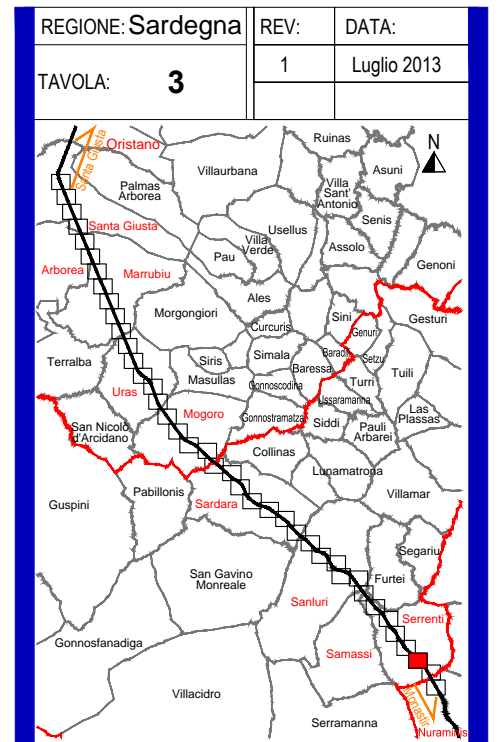 REGIONE: Sardegna
REV:
DATA:
TAVOLA: 3
1
Luglio 2013
N
Santa Giusta
Oristano
Ruinas
Asuni
Villaurbana
Palmas
Arborea
Villa
Sant'
Antonio
Senis
Usellus
Santa Giusta
Villa
Verde
Assolo
Pau
Genoni
Arborea
Marrubiu
Ales
Morgongiori
Sini
Gesturi
Curcuris
Genuri
Terralba
Siris
Simala
Baradili
Setzu
Baressa
Tuili
Masullas
Gonnoscodina
Turri
Uras
Ussaramanna
Mogoro
Gonnostramatza
Siddi
Las
Plassas
San Nicolò
d'Arcidano
Pauli
Arbarei
Collinas
Lunamatrona
Pabillonis
Villamar
Guspini
Sardara
Segariu
San Gavino
Monreale
Furtei
Sanluri
Serrenti
Gonnosfanadiga
Samassi
Villacidro
Monastir
Serramanna
Nuraminis